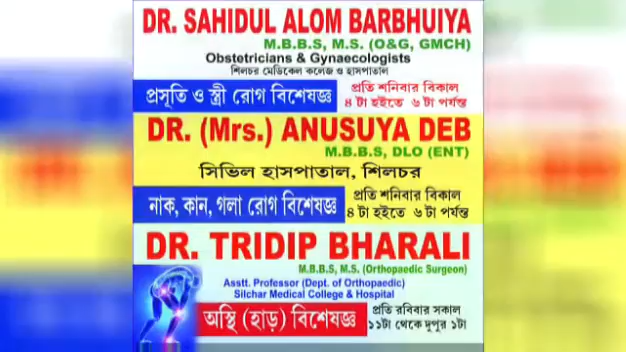 DR. SAHIDUL ALOM BARBHUIYA
M.B.B.S, M.S. (O&G, GMCH)
Obstetricians & Gynaecologists
শিলচর মেডিকেল কলেজ ও হাসপাতাল
প্রসূতি ও স্ত্রী রোগ বিশেষজ্ঞ
প্রতি শনিবার বিকাল
৪ টা হইতে ৬ টা পর্যন্ত
DR. (Mrs.) ANUSUYA DEB
M.B.B.S, DLO (ENT)
সিভিল হাসপাতাল, শিলচর
নাক, কান, গলা রোগ বিশেষজ্ঞ
প্রতি শনিবার বিকাল
৪ টা হইতে ৬ টা পর্যন্ত
DR. TRIDIP BHARALI
M.B.B.S, M.S. (Orthopaedic Surgeon)
Asstt. Professor (Dept. of Orthopaedic)
Silchar Medical College & Hospital
অস্থি (হাড়) বিশেষজ্ঞ
প্রতি রবিবার সকাল
১১টা থেকে দুপুর ১টা